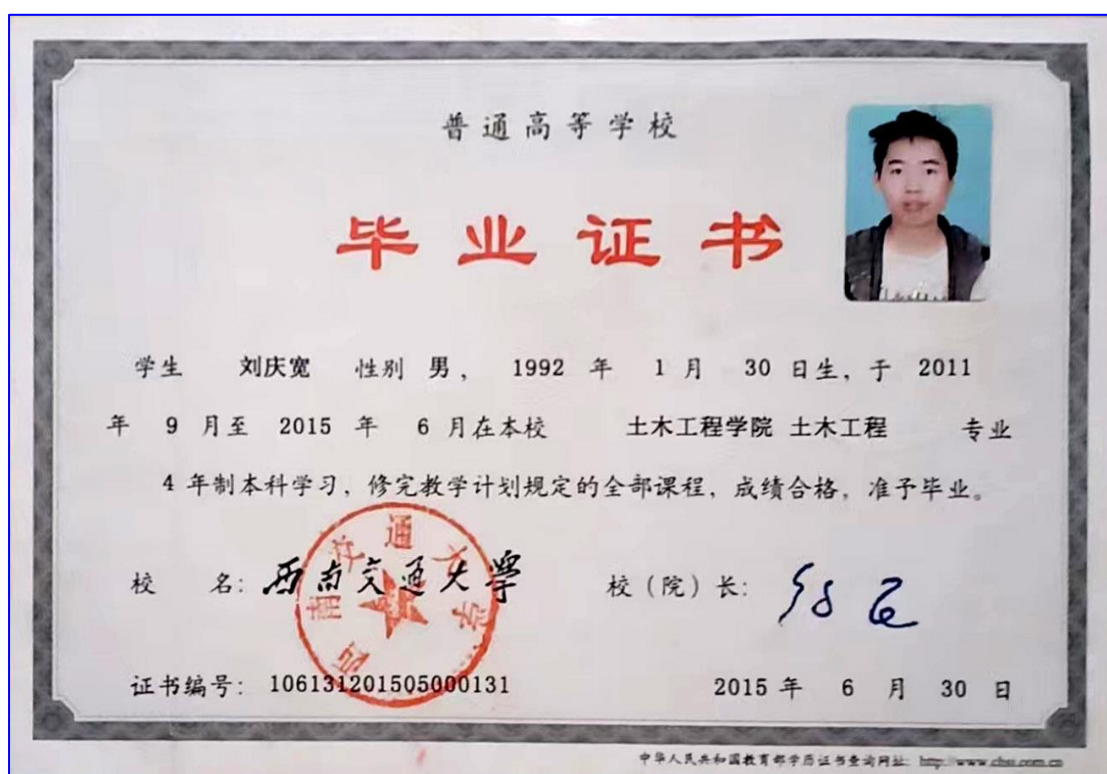 普通高等学校
毕业证书
学生 刘庆宽 性别 男， 1992 年 1 月 30 日生，于 2011
年 9 月至 2015 年 6 月在本校 土木工程学院 土木工程 专业
4 年制本科学习，修完教学计划规定的全部课程，成绩合格，准予毕业。
校 名：西南交通大学 校（院）长：
西南交通大学
证书编号：106131201505000131 2015 年 6 月 30 日
中华人民共和国教育部学历证书查询网址：http://www.chsi.com.cn